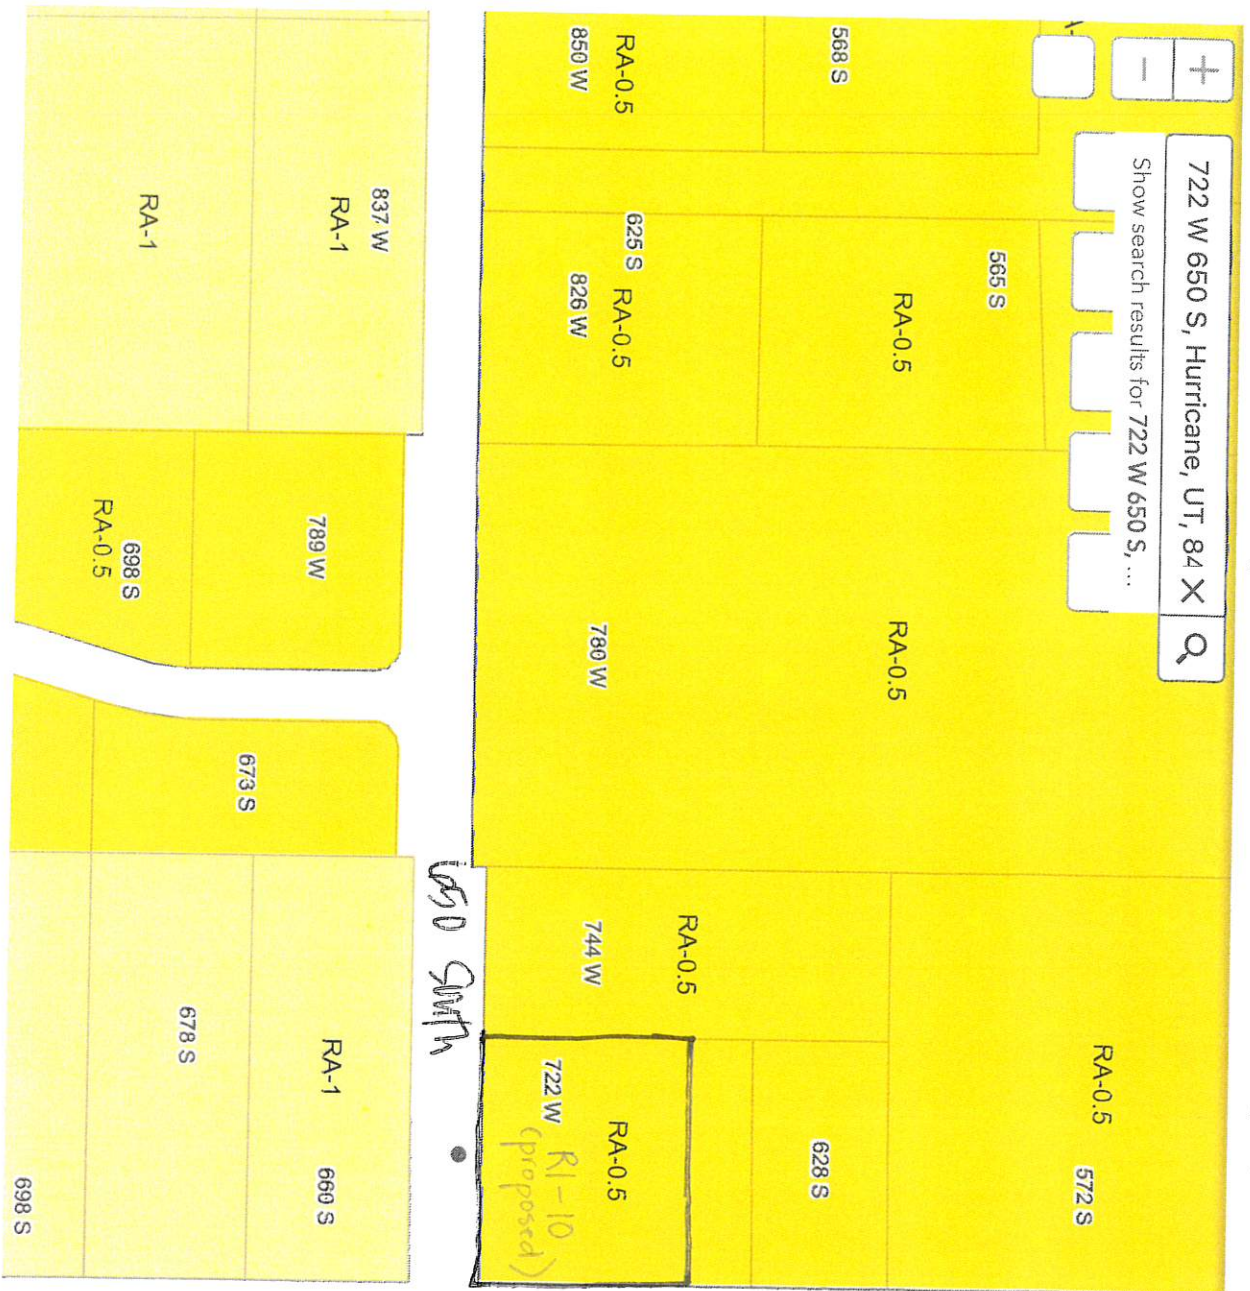 +
−
722 W 650 S, Hurricane, UT, 84 X
Show search results for 722 W 650 S, ...
568 S
RA-0.5
850 W
565 S
RA-0.5
625 S
RA-0.5
826 W
RA-0.5
780 W
RA-0.5
572 S
RA-0.5
744 W
628 S
RA-0.5
722 W
R1-10
(proposed)
650 South
837 W
RA-1
RA-1
789 W
698 S
RA-0.5
673 S
RA-1
660 S
678 S
698 S